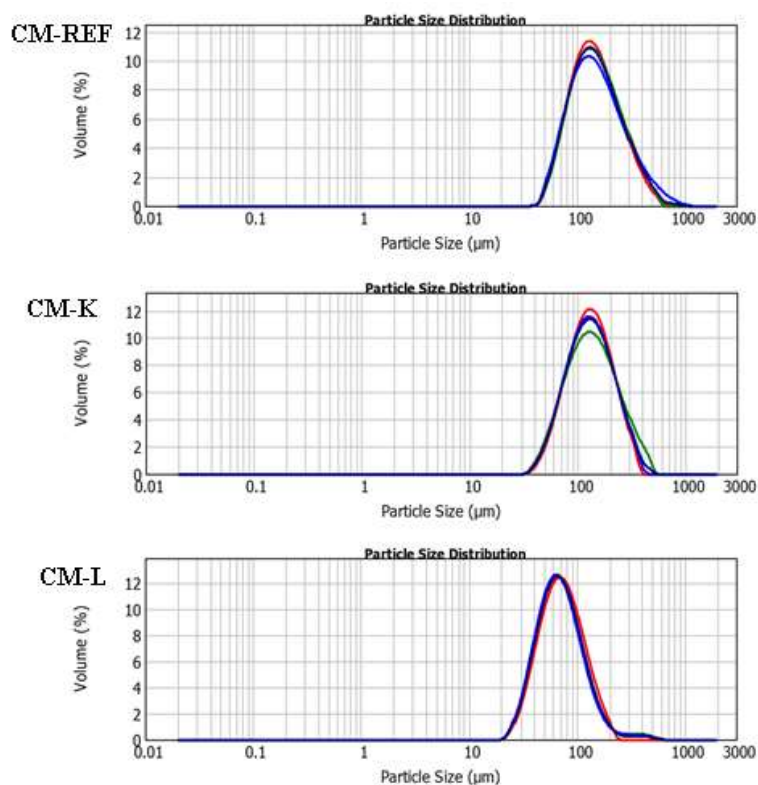 Particle Size Distribution
CM-REF
Volume (%)
12
10
8
6
4
2
0
0.01 0.1 1 10 100 1000 3000
Particle Size (µm)
Particle Size Distribution
CM-K
Volume (%)
12
10
8
6
4
2
0
0.01 0.1 1 10 100 1000 3000
Particle Size (µm)
Particle Size Distribution
CM-L
Volume (%)
12
10
8
6
4
2
0
0.01 0.1 1 10 100 1000 3000
Particle Size (µm)